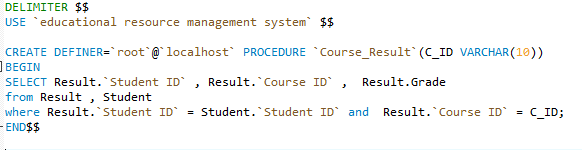 DELIMITER $$
USE `educational resource management system` $$
CREATE DEFINER=`root`@`localhost` PROCEDURE `Course_Result`(C_ID VARCHAR(10))
BEGIN
SELECT Result.`Student ID` , Result.`Course ID` ,  Result.Grade
from Result , Student
where Result.`Student ID` = Student.`Student ID` and  Result.`Course ID` = C_ID;
END$$